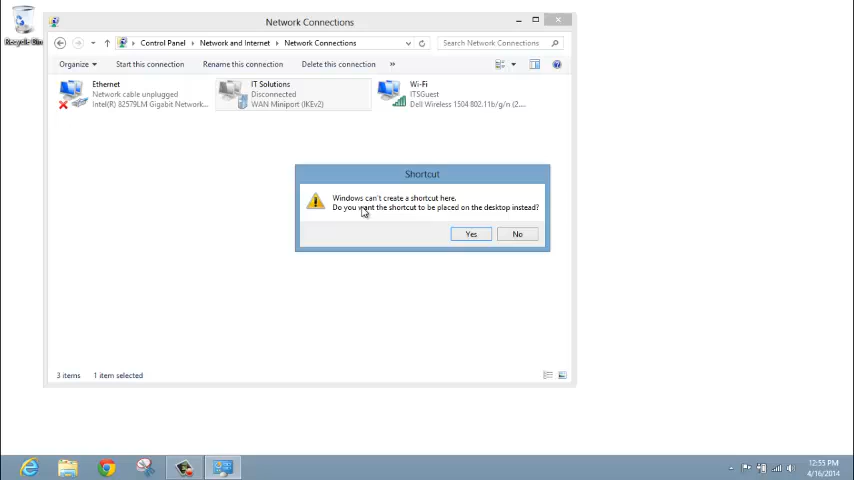 Recycle Bin
Network Connections
Control Panel
Network and Internet
Network Connections
Search Network Connections
Organize
Start this connection
Rename this connection
Delete this connection
»
Ethernet
Network cable unplugged
Intel(R) 82579LM Gigabit Network...
IT Solutions
Disconnected
WAN Miniport (IKEv2)
Wi-Fi
ITSGuest
Dell Wireless 1504 802.11b/g/n (2....
Shortcut
Windows can't create a shortcut here.
Do you want the shortcut to be placed on the desktop instead?
Yes
No
3 items
1 item selected
12:55 PM
4/16/2014